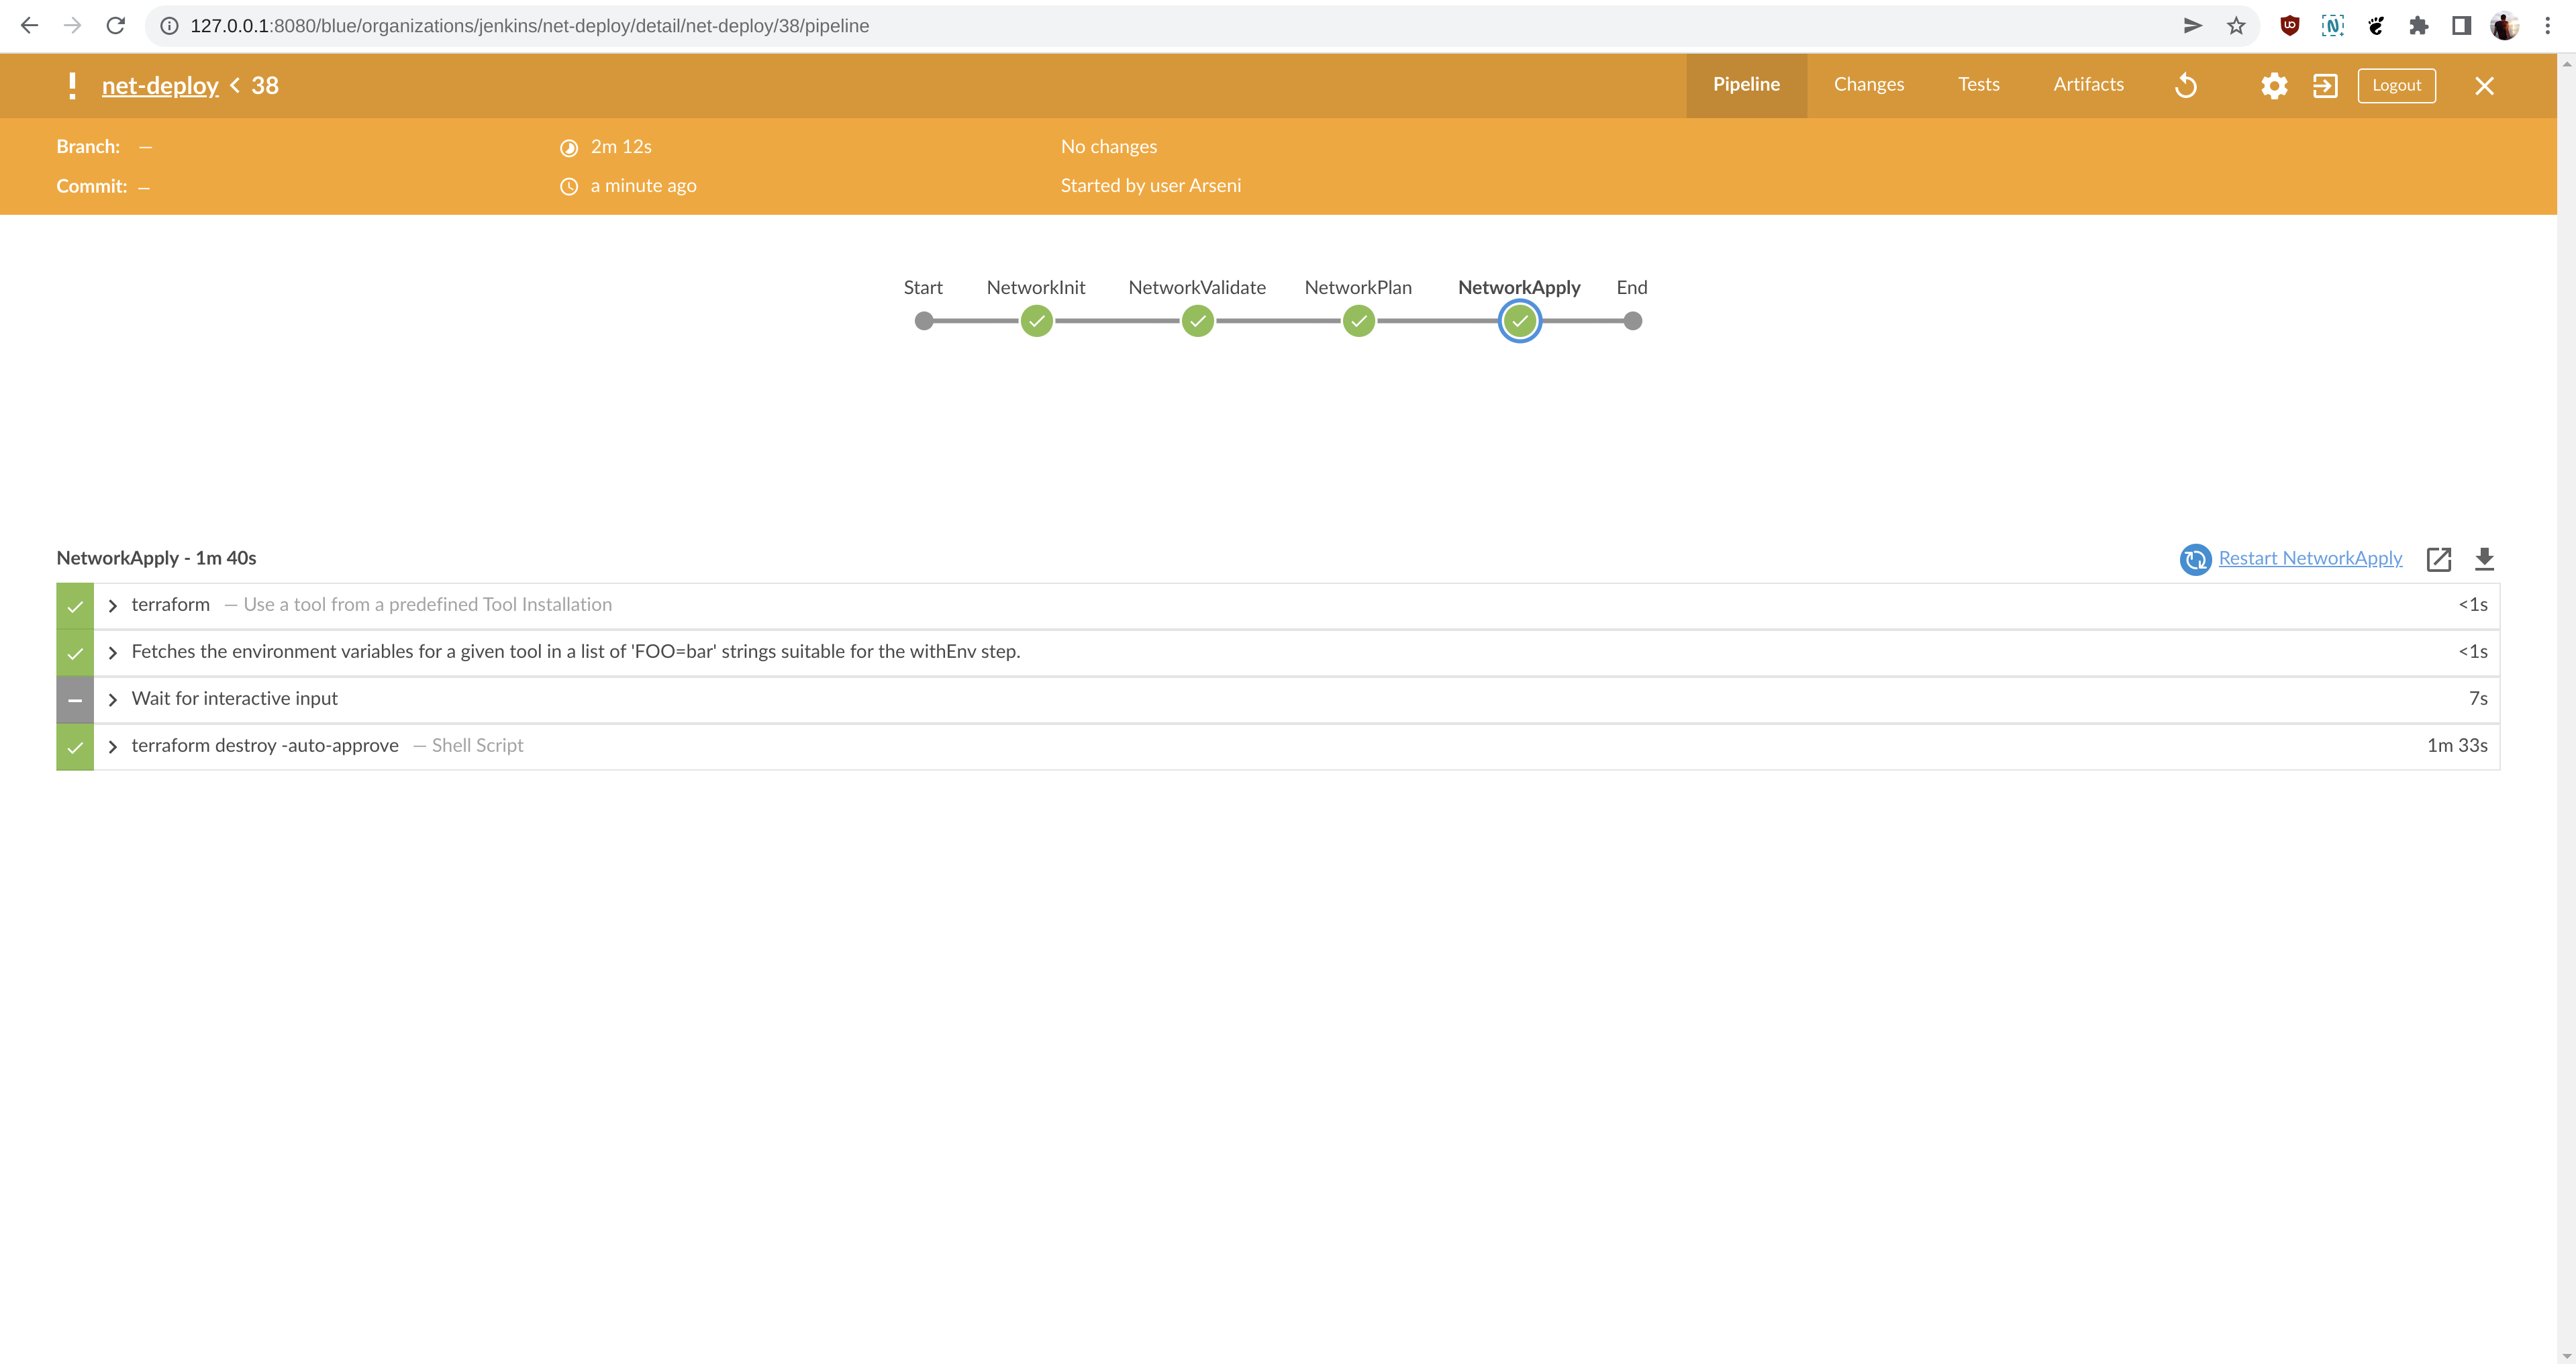 127.0.0.1:8080/blue/organizations/jenkins/net-deploy/detail/net-deploy/38/pipeline
net-deploy < 38
Pipeline Changes Tests Artifacts Logout
Branch: — 2m 12s No changes
Commit: — a minute ago Started by user Arseni
Start NetworkInit NetworkValidate NetworkPlan NetworkApply End
NetworkApply - 1m 40s Restart NetworkApply
terraform — Use a tool from a predefined Tool Installation <1s
Fetches the environment variables for a given tool in a list of 'FOO=bar' strings suitable for the withEnv step. <1s
Wait for interactive input 7s
terraform destroy -auto-approve — Shell Script 1m 33s